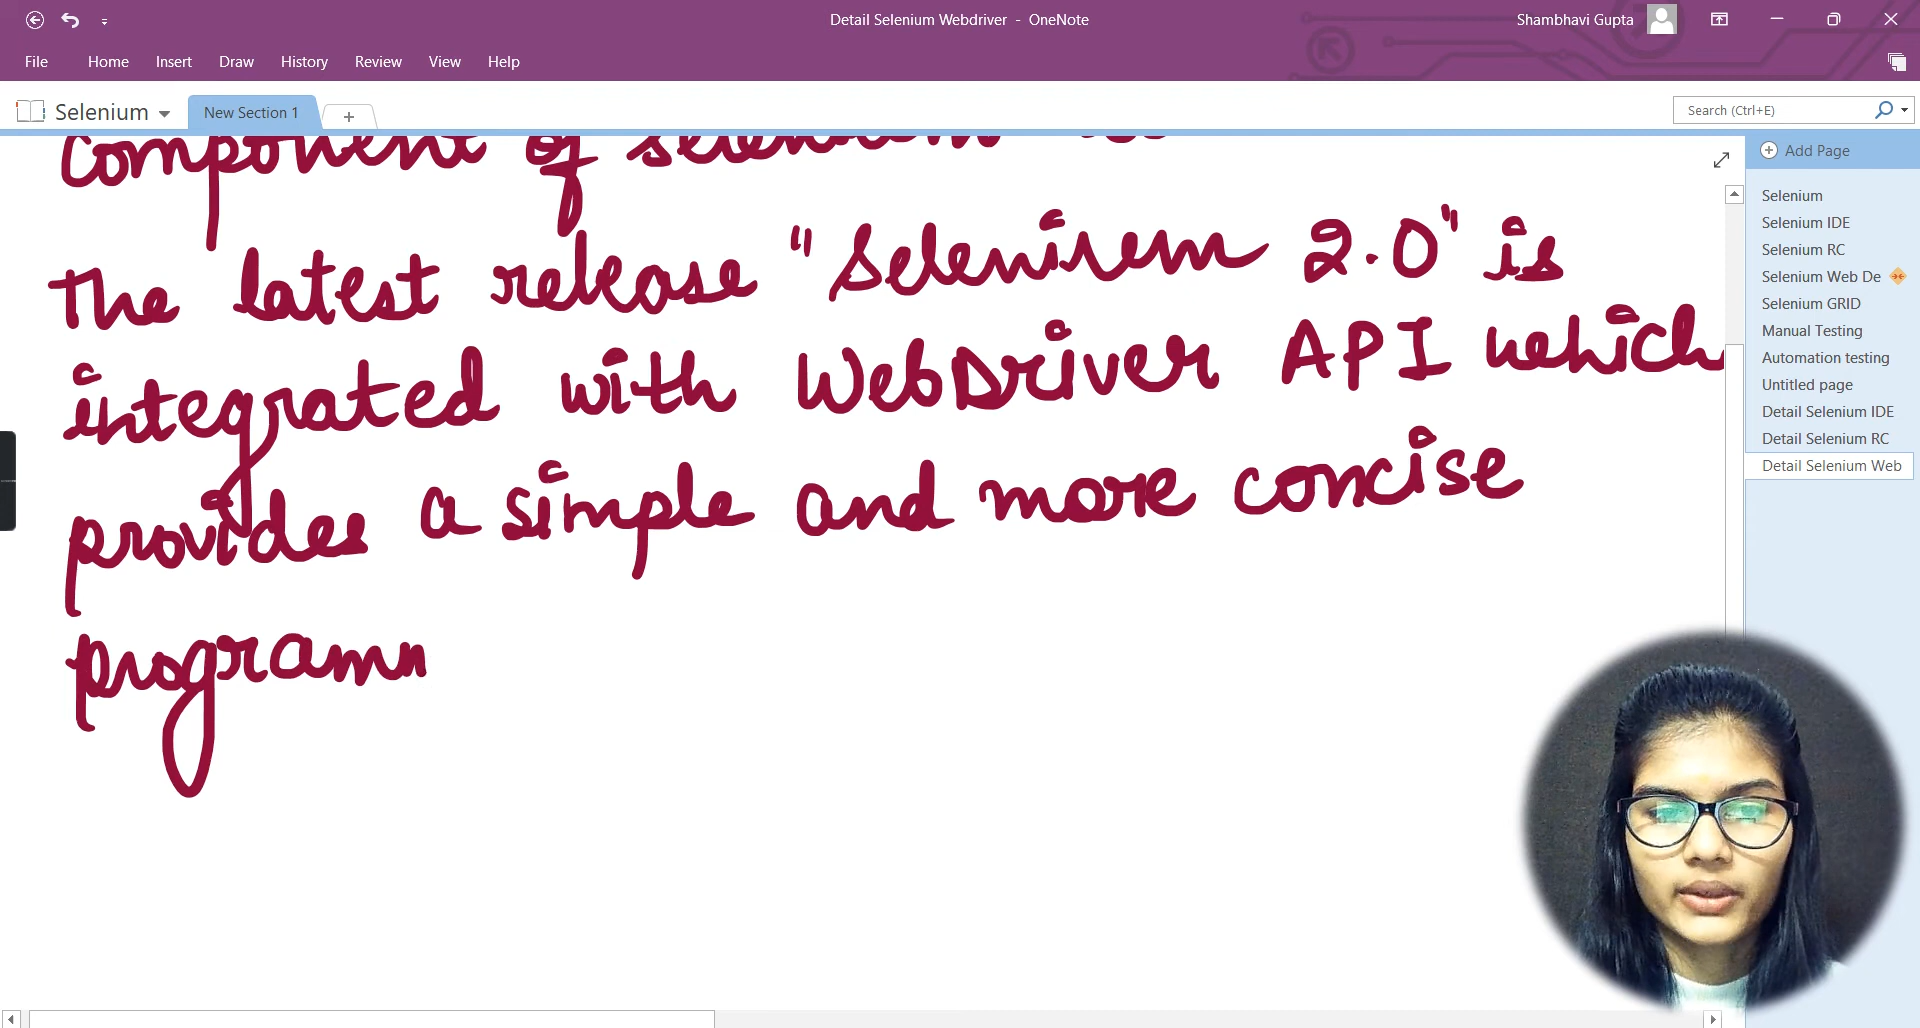 Detail Selenium Webdriver - OneNote
Shambhavi Gupta
File Home Insert Draw History Review View Help
Selenium
New Section 1
+
Search (Ctrl+E)
component of selenium
The latest release "Selenium 2.0" is
integrated with WebDriver API which
provides a simple and more concise
programm
Add Page
Selenium
Selenium IDE
Selenium RC
Selenium Web De
Selenium GRID
Manual Testing
Automation testing
Untitled page
Detail Selenium IDE
Detail Selenium RC
Detail Selenium Web